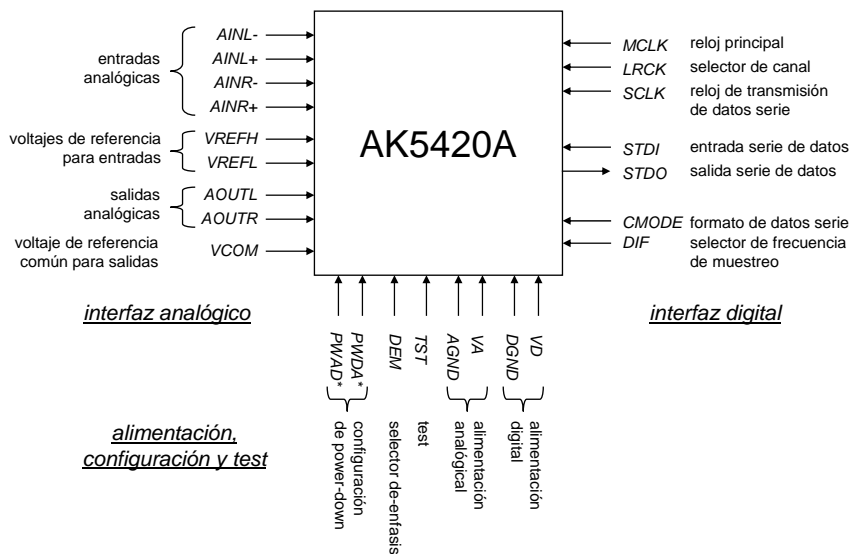 entradas
analógicas
AINL-
AINL+
AINR-
AINR+
voltajes de referencia
para entradas
VREFH
VREFL
salidas
analógicas
AOUTL
AOUTR
voltaje de referencia
común para salidas
VCOM
interfaz analógico
AK5420A
MCLK reloj principal
LRCK selector de canal
SCLK reloj de transmisión
de datos serie
STDI entrada serie de datos
STDO salida serie de datos
CMODE formato de datos serie
DIF selector de frecuencia
de muestreo
interfaz digital
PWAD*
PWDA*
configuración
de power-down
DEM
selector de-enfasis
TST
test
AGND
VA
alimentación
analógical
DGND
VD
alimentación
digital
alimentación,
configuración y test